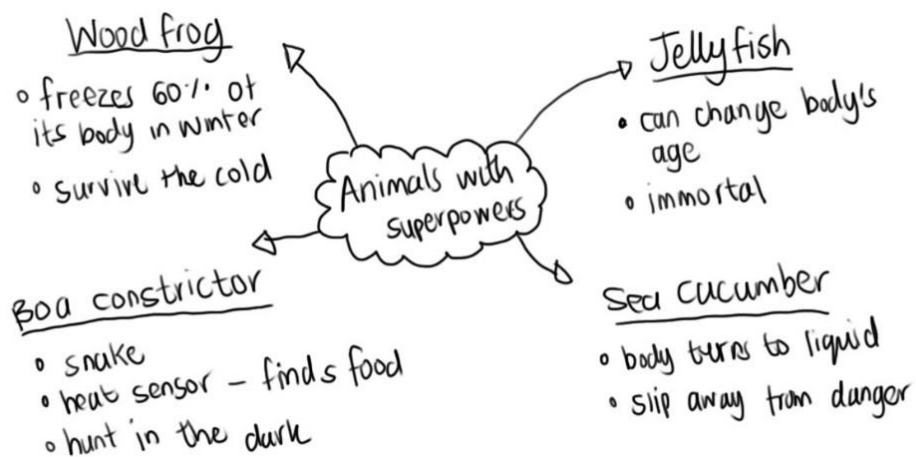 Wood frog
freezes 60% of
its body in winter
survive the cold
Jellyfish
can change body's
age
immortal
Animals with
superpowers
Boa constrictor
snake
heat sensor – finds food
hunt in the dark
Sea cucumber
body turns to liquid
slip away from danger